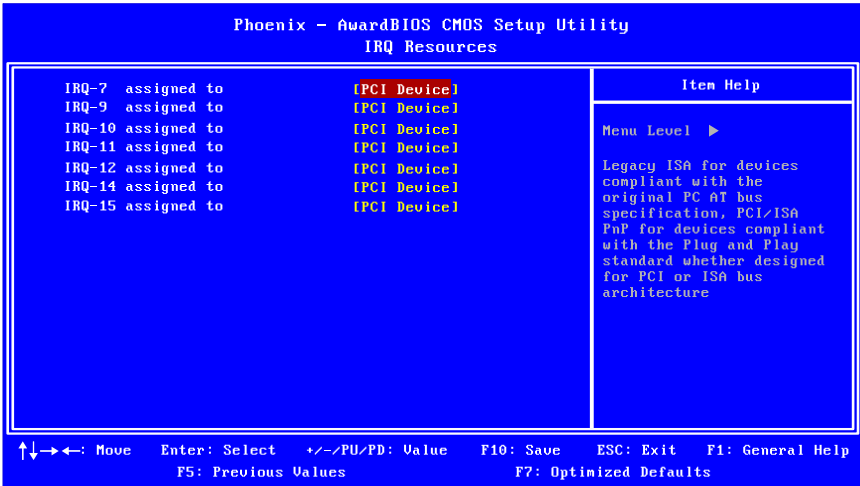 Phoenix – AwardBIOS CMOS Setup Utility
IRQ Resources
IRQ-7 assigned to [PCI Device]
IRQ-9 assigned to [PCI Device]
IRQ-10 assigned to [PCI Device]
IRQ-11 assigned to [PCI Device]
IRQ-12 assigned to [PCI Device]
IRQ-14 assigned to [PCI Device]
IRQ-15 assigned to [PCI Device]
Item Help
Menu Level ▶
Legacy ISA for devices
compliant with the
original PC AT bus
specification, PCI/ISA
PnP for devices compliant
with the Plug and Play
standard whether designed
for PCI or ISA bus
architecture
↑↓→←: Move Enter: Select +/-/PU/PD: Value F10: Save ESC: Exit F1: General Help
F5: Previous Values F7: Optimized Defaults